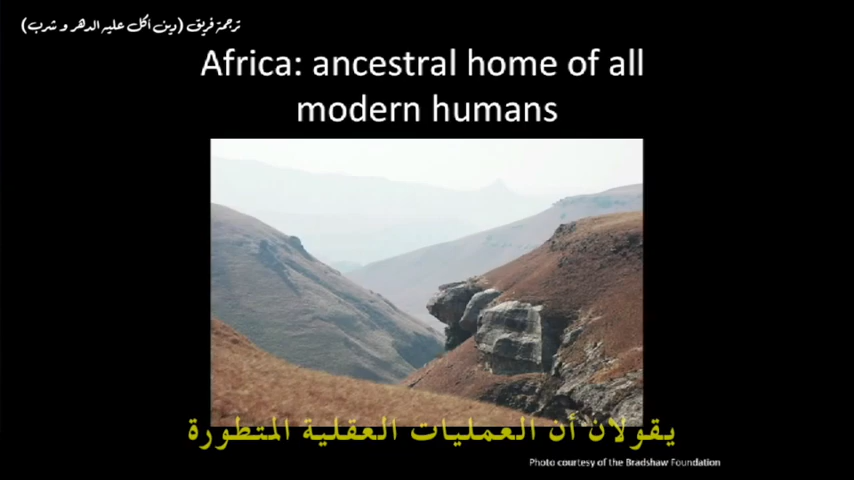 ترجمة فريق (دين أكل عليه الدهر و شرب)
Africa: ancestral home of all
modern humans
يقولان أن العمليات العقلية المتطورة
Photo courtesy of the Bradshaw Foundation